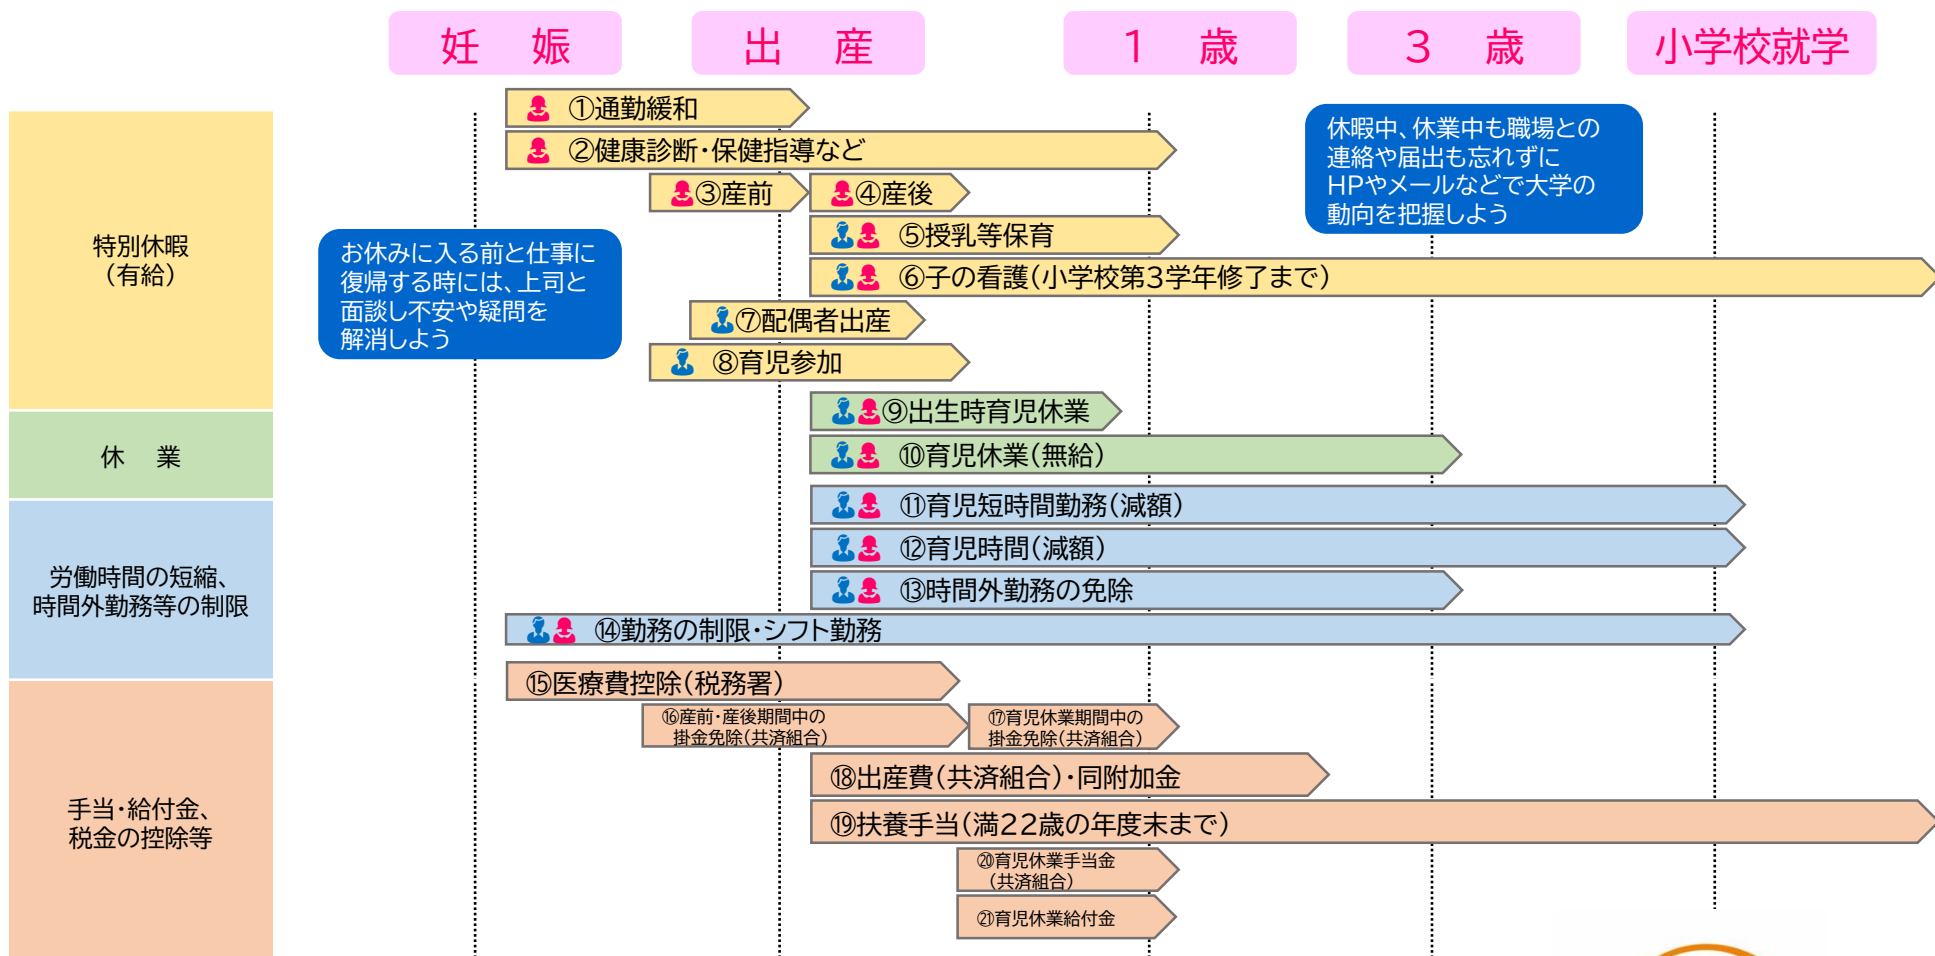 妊　娠
出　産
１　歳
３　歳
小学校就学
特別休暇
（有給）
①通勤緩和
②健康診断・保健指導など
③産前
④産後
⑤授乳等保育
⑥子の看護（小学校第３学年修了まで）
⑦配偶者出産
⑧育児参加
お休みに入る前と仕事に
復帰する時には、上司と
面談し不安や疑問を
解消しよう
休暇中、休業中も職場との
連絡や届出も忘れずに
HPやメールなどで大学の
動向を把握しよう
休　業
⑨出生時育児休業
⑩育児休業（無給）
労働時間の短縮、
時間外勤務等の制限
⑪育児短時間勤務（減額）
⑫育児時間（減額）
⑬時間外勤務の免除
⑭勤務の制限・シフト勤務
手当・給付金、
税金の控除等
⑮医療費控除（税務署）
⑯産前・産後期間中の
掛金免除（共済組合）
⑰育児休業期間中の
掛金免除（共済組合）
⑱出産費（共済組合）・同附加金
⑲扶養手当（満２２歳の年度末まで）
⑳育児休業手当金
（共済組合）
㉑育児休業給付金